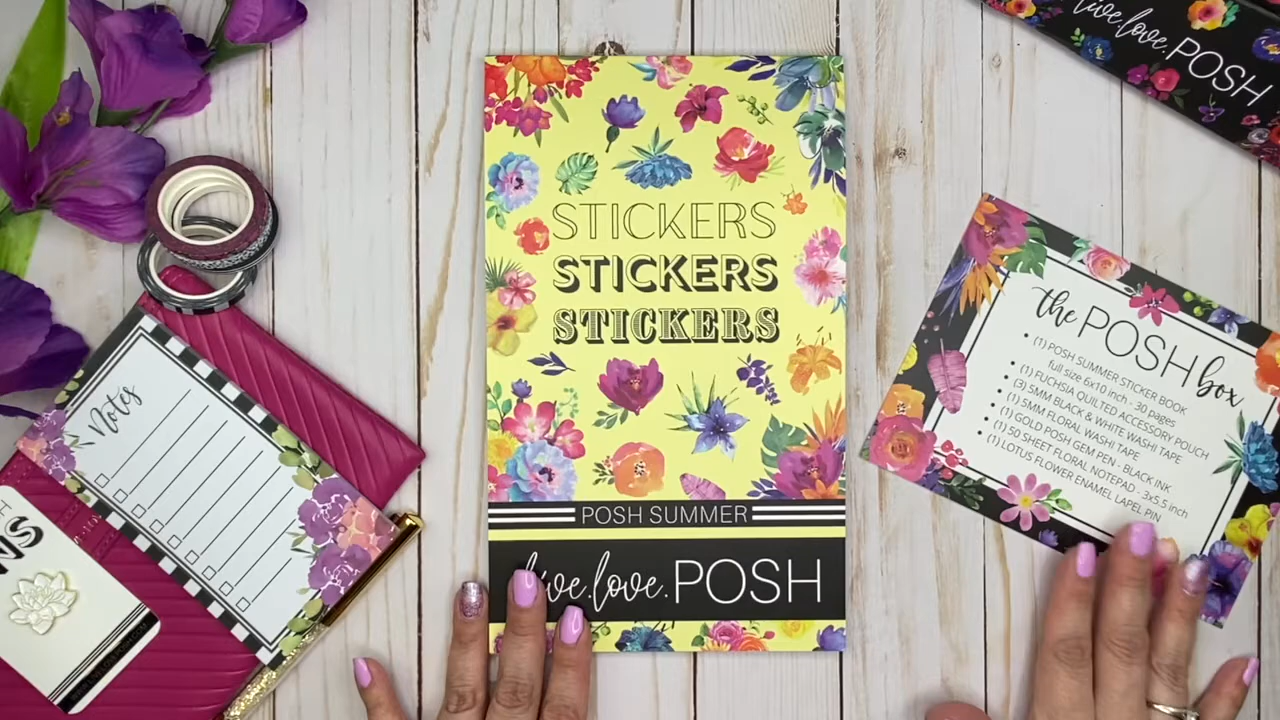 live.love.POSH
STICKERS
STICKERS
STICKERS
POSH SUMMER
live.love.POSH
the POSH box
• (1) POSH SUMMER STICKER BOOK
full size 6x10 inch - 30 pages
• (1) FUCHSIA QUILTED ACCESSORY POUCH
• (3) 5MM BLACK & WHITE WASHI TAPE
• (1) 5MM FLORAL WASHI TAPE
• (1) GOLD POSH GEM PEN - BLACK INK
• (1) 50 SHEET FLORAL NOTEPAD - 3x5.5 inch
• (1) LOTUS FLOWER ENAMEL LAPEL PIN
Notes